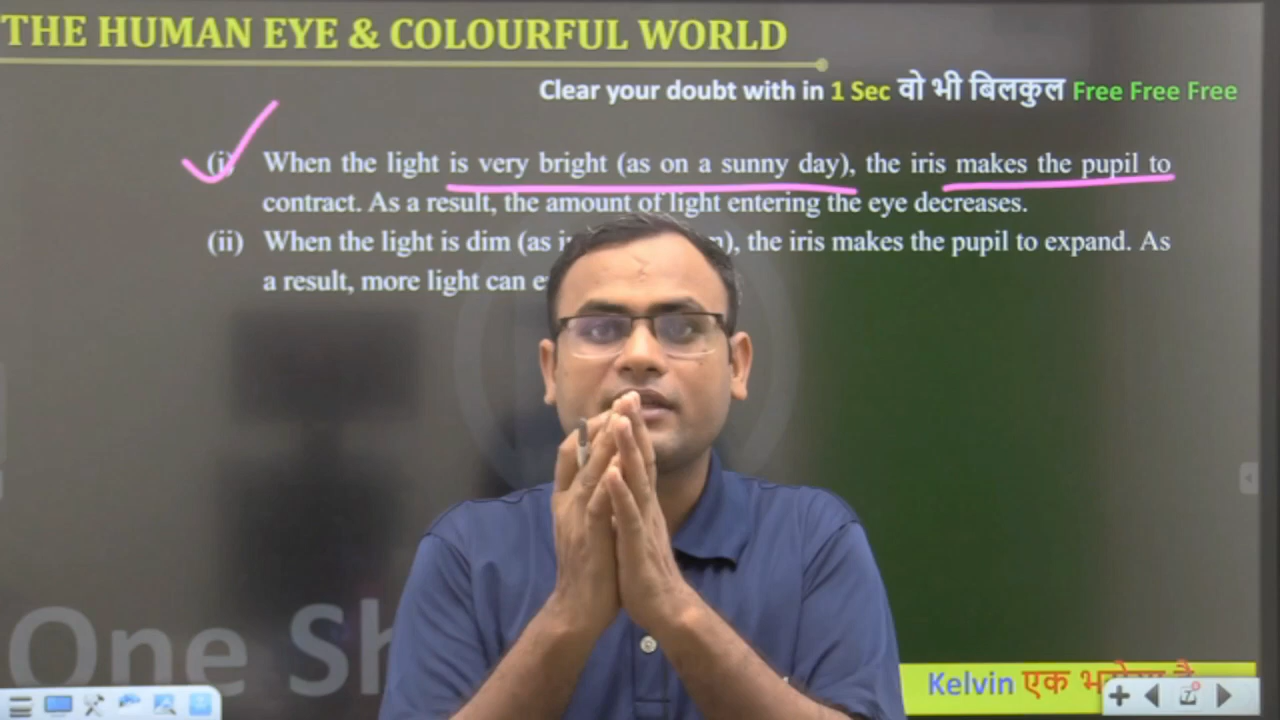 THE HUMAN EYE & COLOURFUL WORLD
Clear your doubt with in 1 Sec वो भी बिलकुल Free Free Free
(i) When the light is very bright (as on a sunny day), the iris makes the pupil to
contract. As a result, the amount of light entering the eye decreases.
(ii) When the light is dim (as the iris makes the pupil to expand. As
a result, more light can
One
Kelvin एक